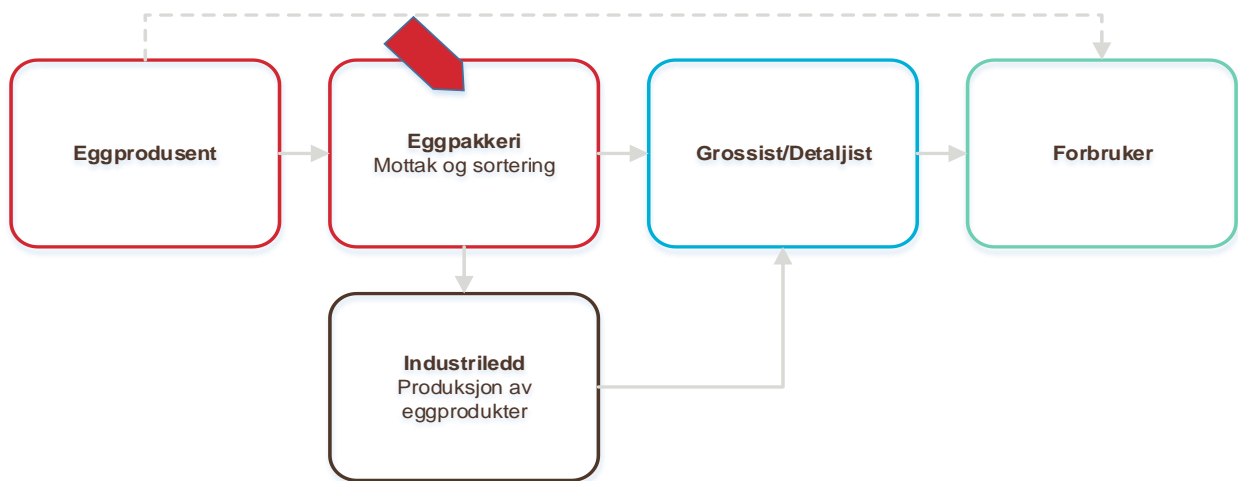 Eggprodusent
Eggpakkeri
Mottak og sortering
Grossist/Detaljist
Forbruker
Industriledd
Produksjon av
eggprodukter